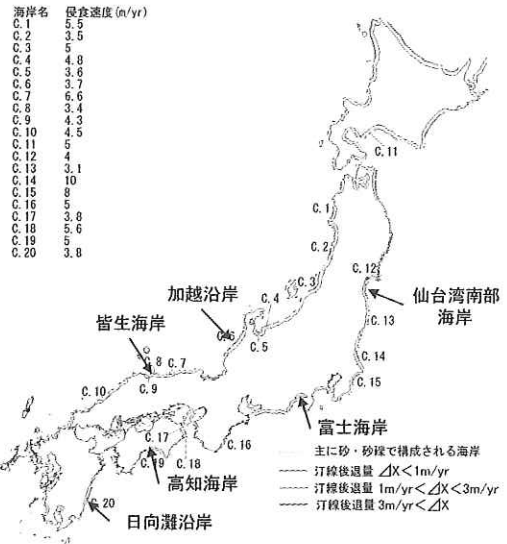 海岸名 侵食速度(m/yr)
C.1 5.5
C.2 3.5
C.3 5
C.4 4.8
C.5 3.6
C.6 3.7
C.7 6.6
C.8 3.4
C.9 4.3
C.10 4.5
C.11 5
C.12 4
C.13 3.1
C.14 10
C.15 8
C.16 5
C.17 3.8
C.18 5.6
C.19 5
C.20 3.8
C.11
C.1
C.2
C.12
C.3
加越沿岸
C.4
仙台湾南部
海岸
C.13
皆生海岸
C.6
C.5
C.8
C.7
C.14
C.9
C.15
C.10
富士海岸
C.17
C.16
C.19
C.18
高知海岸
C.20
日向灘沿岸
主に砂・砂礫で構成される海岸
汀線後退量 ⊿X<1m/yr
汀線後退量 1m/yr<⊿X<3m/yr
汀線後退量 3m/yr<⊿X